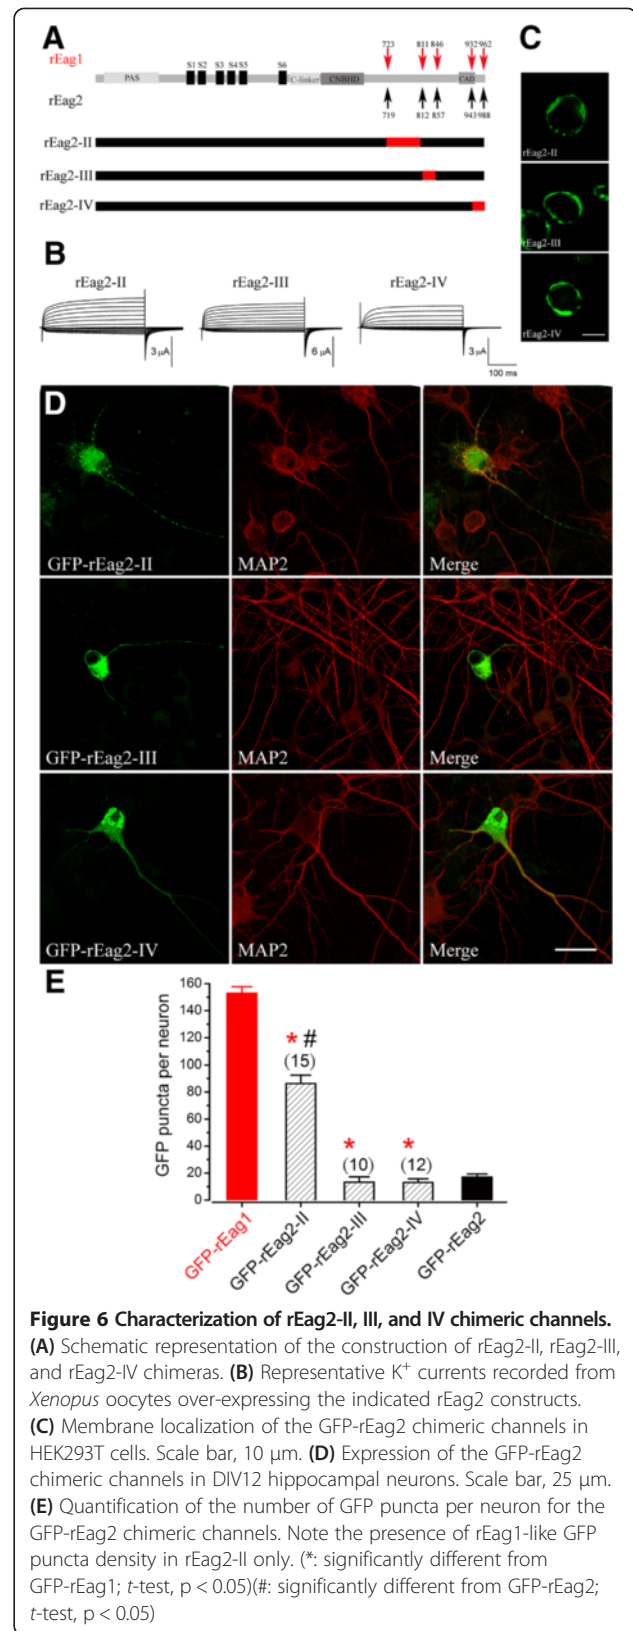 A
C
rEag1
723 811 846 932 962
S1 S2 S3 S4 S5 S6
PAS C-linker CNBHD CAD
rEag2
719 812 857 943 988
rEag2-II
rEag2-III
rEag2-IV
rEag2-II
rEag2-III
rEag2-IV
B
rEag2-II rEag2-III rEag2-IV
3 μA 6 μA 3 μA
100 ms
D
GFP-rEag2-II MAP2 Merge
GFP-rEag2-III MAP2 Merge
GFP-rEag2-IV MAP2 Merge
E
GFP puncta per neuron
160
140
120
100
80
60
40
20
0
* #
(15)
*
(10)
*
(12)
GFP-rEag1
GFP-rEag2-II
GFP-rEag2-III
GFP-rEag2-IV
GFP-rEag2
Figure 6 Characterization of rEag2-II, III, and IV chimeric channels.
(A) Schematic representation of the construction of rEag2-II, rEag2-III,
and rEag2-IV chimeras. (B) Representative K⁺ currents recorded from
Xenopus oocytes over-expressing the indicated rEag2 constructs.
(C) Membrane localization of the GFP-rEag2 chimeric channels in
HEK293T cells. Scale bar, 10 μm. (D) Expression of the GFP-rEag2
chimeric channels in DIV12 hippocampal neurons. Scale bar, 25 μm.
(E) Quantification of the number of GFP puncta per neuron for the
GFP-rEag2 chimeric channels. Note the presence of rEag1-like GFP
puncta density in rEag2-II only. (*: significantly different from
GFP-rEag1; t-test, p < 0.05)(#: significantly different from GFP-rEag2;
t-test, p < 0.05)